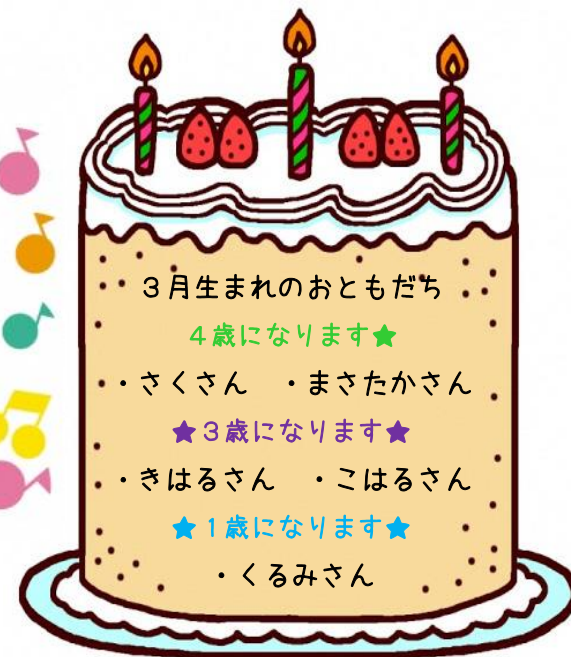 ３月生まれのおともだち
４歳になります★
・さくさん　・まさたかさん
★３歳になります★
・きはるさん　・こはるさん
★１歳になります★
・くるみさん